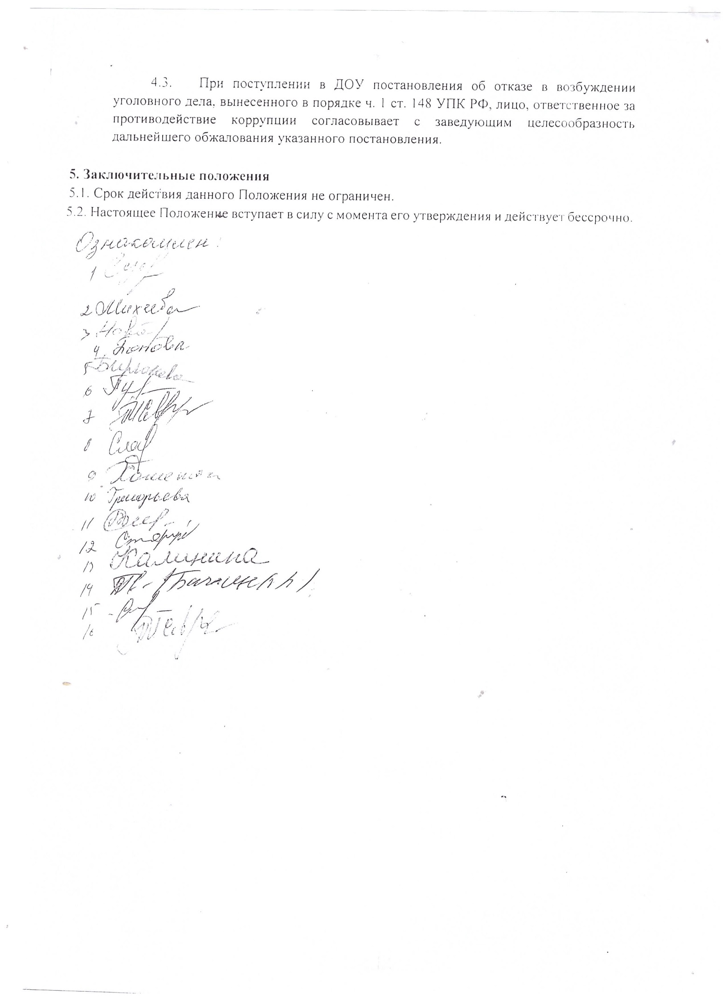 4.3. При поступлении в ДОУ постановления об отказе в возбуждении
уголовного дела, вынесенного в порядке ч. 1 ст. 148 УПК РФ, лицо, ответственное за
противодействие коррупции согласовывает с заведующим целесообразность
дальнейшего обжалования указанного постановления.
5. Заключительные положения
5.1. Срок действия данного Положения не ограничен.
5.2. Настоящее Положение вступает в силу с момента его утверждения и действует бессрочно.
Ознакомлен:
1
2 Михеева
3
4. Попова
5 Бирюкова
6
7
8
9
10 Григорьева
11
12
13 Калинина
14
15
16